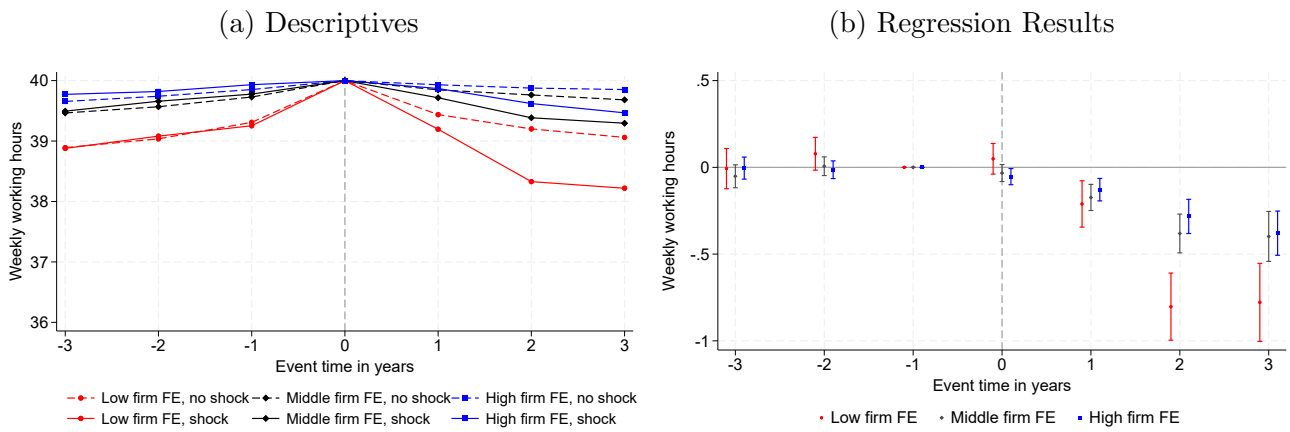 (a) Descriptives
40
39
38
37
36
Weekly working hours
-3 -2 -1 0 1 2 3
Event time in years
Low firm FE, no shock Middle firm FE, no shock High firm FE, no shock
Low firm FE, shock Middle firm FE, shock High firm FE, shock
(b) Regression Results
.5
0
-.5
-1
Weekly working hours
-3 -2 -1 0 1 2 3
Event time in years
Low firm FE Middle firm FE High firm FE